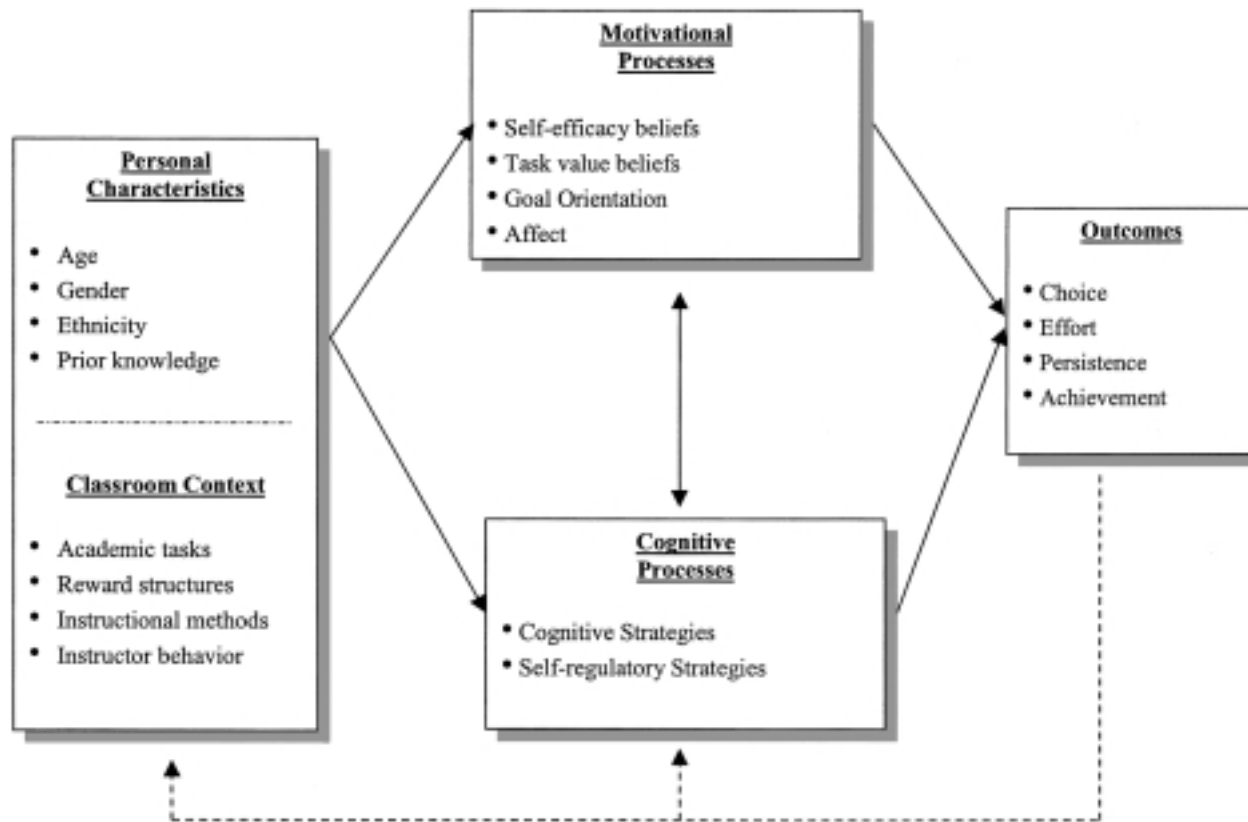 Motivational
Processes
• Self-efficacy beliefs
• Task value beliefs
• Goal Orientation
• Affect
Personal
Characteristics
• Age
• Gender
• Ethnicity
• Prior knowledge
Classroom Context
• Academic tasks
• Reward structures
• Instructional methods
• Instructor behavior
Cognitive
Processes
• Cognitive Strategies
• Self-regulatory Strategies
Outcomes
• Choice
• Effort
• Persistence
• Achievement